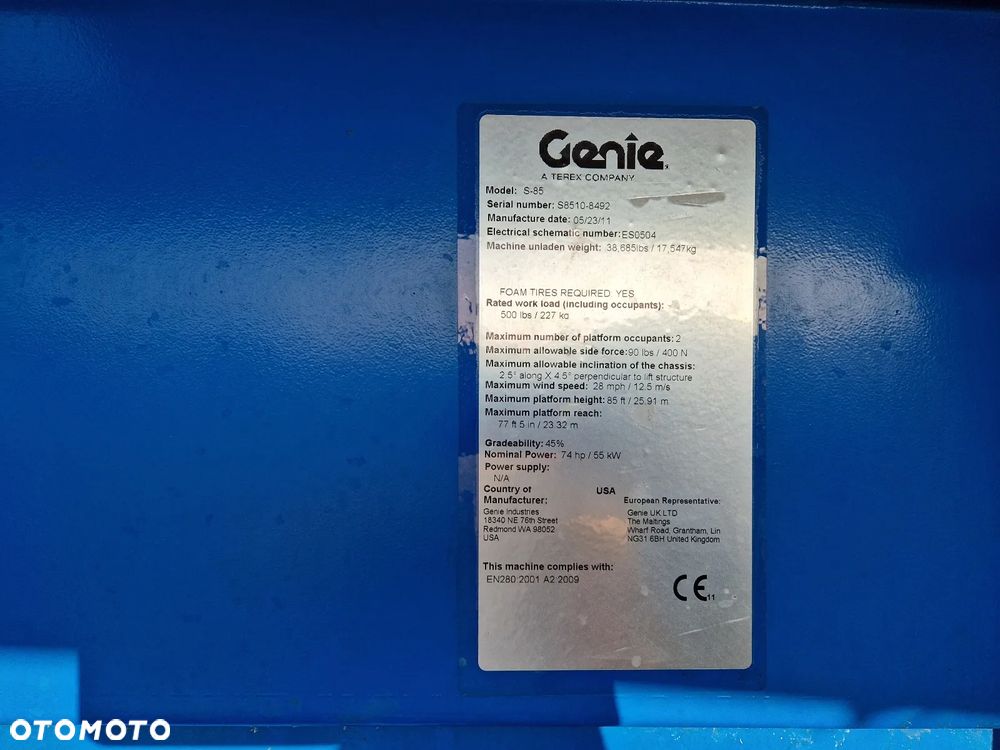 Genie
A TEREX COMPANY
Model: S-85
Serial number: S8510-8492
Manufacture date: 05/23/11
Electrical schematic number: ES0504
Machine unladen weight: 38,685lbs / 17,547kg
FOAM TIRES REQUIRED: YES
Rated work load (including occupants):
500 lbs / 227 kg
Maximum number of platform occupants: 2
Maximum allowable side force: 90 lbs / 400 N
Maximum allowable inclination of the chassis:
2.5° along X 4.5° perpendicular to lift structure
Maximum wind speed: 28 mph / 12.5 m/s
Maximum platform height: 85 ft / 25.91 m
Maximum platform reach:
77 ft 5 in / 23.32 m
Gradeability: 45%
Nominal Power: 74 hp / 55 kW
Power supply:
N/A
Country of Manufacturer: USA
Genie Industries
18340 NE 76th Street
Redmond WA 98052
USA
European Representative:
Genie UK LTD
The Maltings
Wharf Road, Grantham, Lin
NG31 6BH United Kingdom
This machine complies with:
EN280:2001 A2:2009
CE 11
OTOMOTO